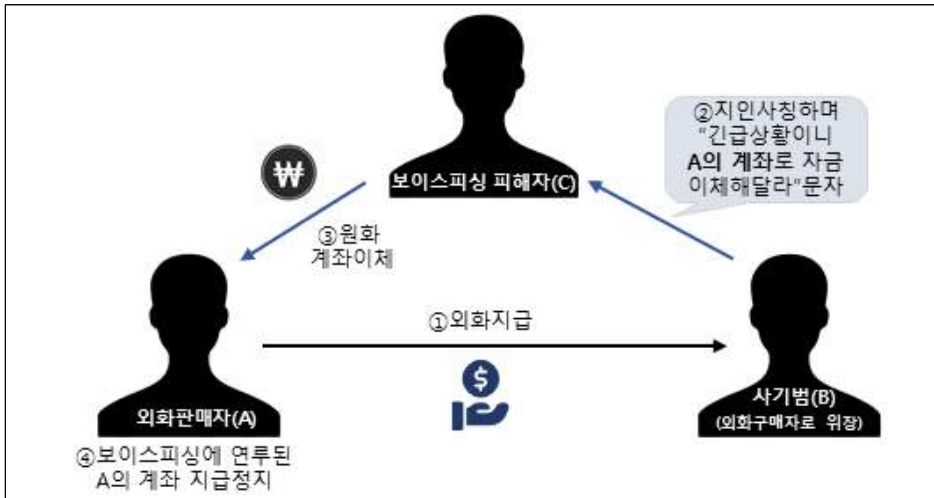 ②지인사칭하며
"긴급상황이니
A의 계좌로 자금
이체해달라"문자
₩
보이스피싱 피해자(C)
③원화
계좌이체
①외화지급
$
외화판매자(A)
사기범(B)
(외화구매자로 위장)
④보이스피싱에 연루된
A의 계좌 지급정지